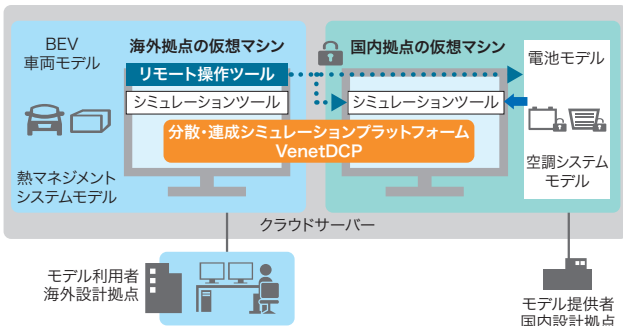 BEV
車両モデル
海外拠点の仮想マシン
国内拠点の仮想マシン
電池モデル
リモート操作ツール
シミュレーションツール
シミュレーションツール
分散・連成シミュレーションプラットフォーム
VenetDCP
熱マネジメント
システムモデル
空調システム
モデル
クラウドサーバー
モデル利用者
海外設計拠点
モデル提供者
国内設計拠点